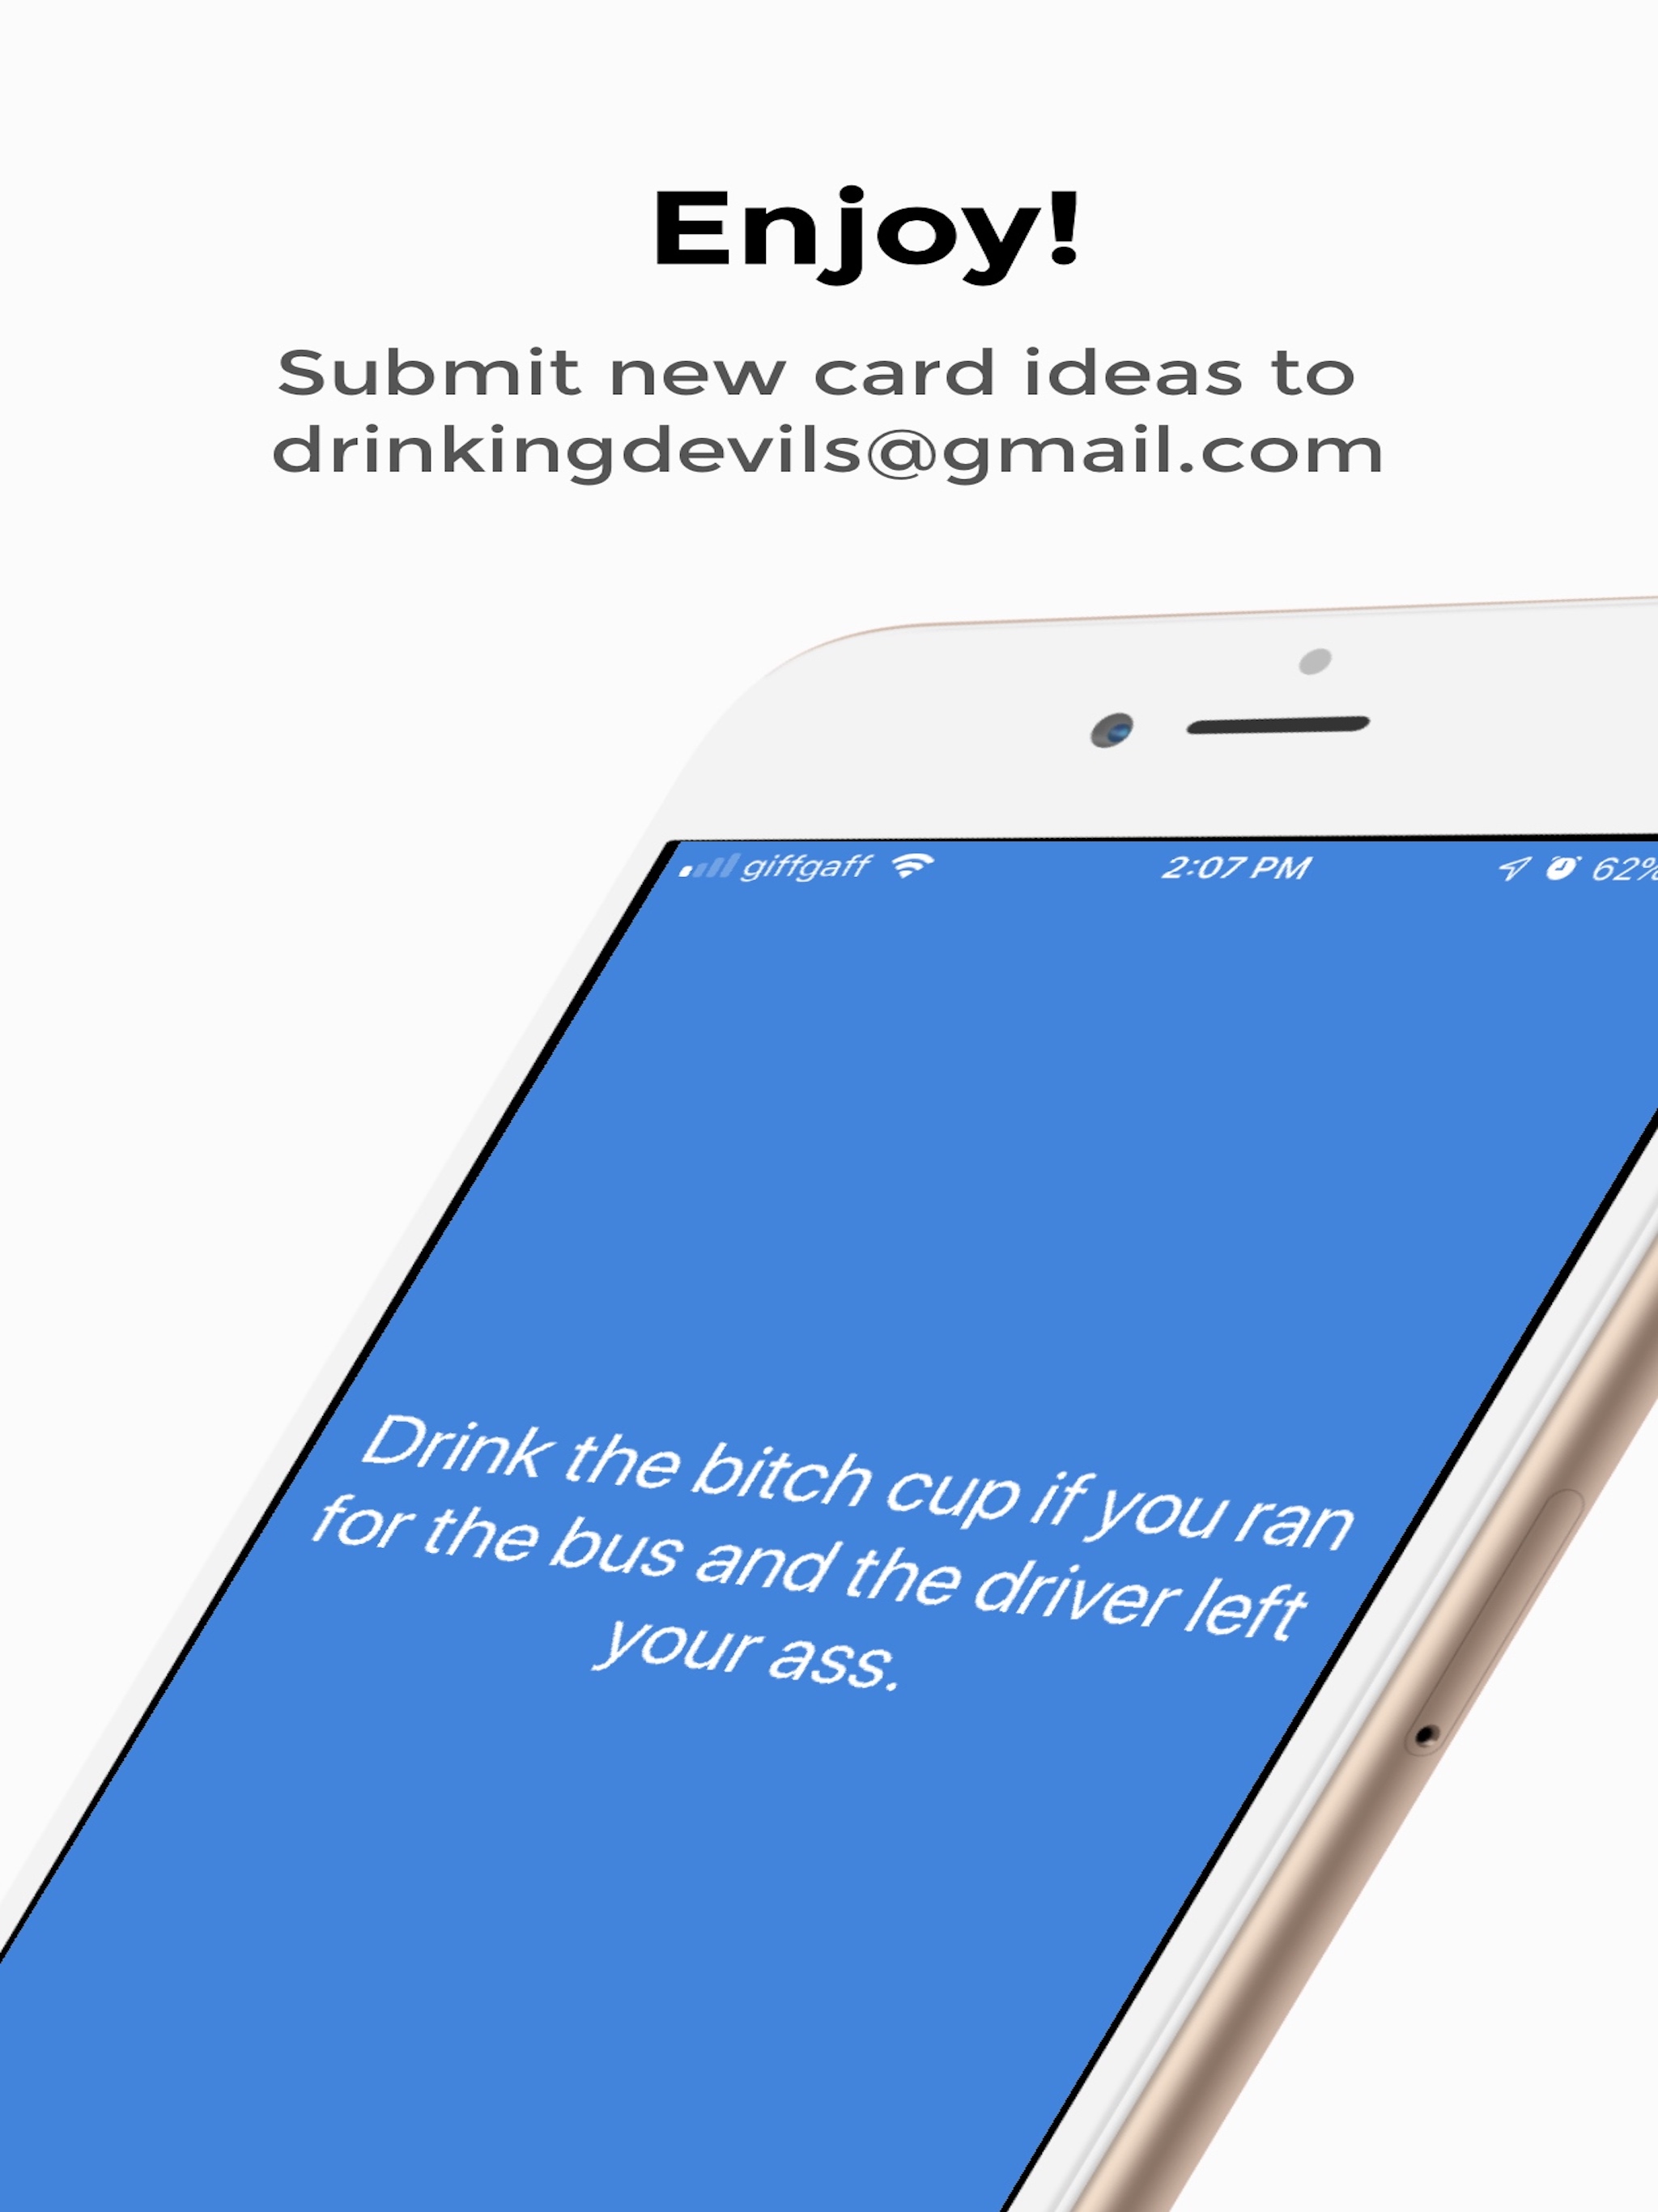 Enjoy!
Submit new card ideas to
drinkingdevils@gmail.com
giffgaff 2:07 PM 62%
Drink the bitch cup if you ran
for the bus and the driver left
your ass.